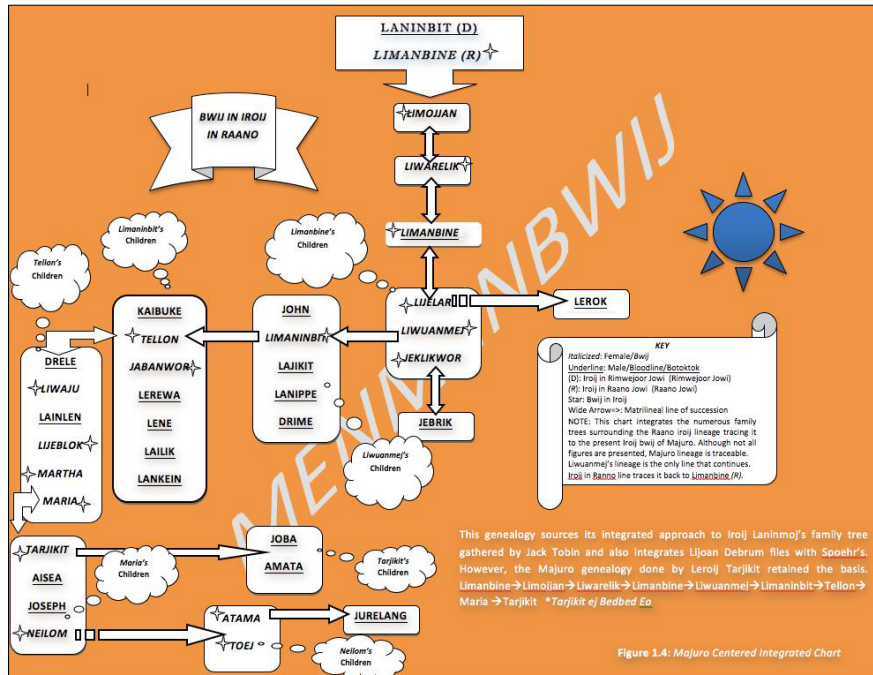 LANINBIT (D)
LIMANBINE (R)
BWIJ IN IROIJ
IN RAANO
LIMOJJAN
LIWARELIK
LIMANBINE
MENMENBWIJ
Limaninbit's
Children
Limanbine's
Children
Tellon's
Children
KAIBUKE
TELLON
JABANWOR
LEREWA
LENE
LAILIK
LANKEIN
JOHN
LIMANINBIT
LAJIKIT
LANIPPE
DRIME
LIJELAR
LIWUANMEJ
JEKLIKWOR
LEROK
JEBRIK
DRELE
LIWAJU
LAINLEN
LIJEBLOK
MARTHA
MARIA
Liwuanmej's
Children
KEY
Italicized: Female/Bwij
Underline: Male/Bloodline/Botoktok
(D): Iroij in Rimwejoor Jowi (Rimwejoor Jowi)
(R): Iroij in Raano Jowi (Raano Jowi)
Star: Bwij in Iroij
Wide Arrow=>: Matrilineal line of succession
NOTE: This chart integrates the numerous family
trees surrounding the Raano iroij lineage tracing it
to the present Iroij bwij of Majuro. Although not all
figures are presented, Majuro lineage is traceable.
Liwuanmej's lineage is the only line that continues.
Iroij in Ranno line traces it back to Limanbine (R).
TARJIKIT
AISEA
JOSEPH
NEILOM
Maria's
Children
JOBA
AMATA
Tarjikit's
Children
ATAMA
TOEJ
JURELANG
Neilom's
Children
This genealogy sources its integrated approach to Iroij Laninmoj's family tree
gathered by Jack Tobin and also integrates Lijoan Debrum files with Spoehr's.
However, the Majuro genealogy done by Leroij Tarjikit retained the basis.
Limanbine→Limojjan→Liwarelik→Limanbine→Liwuanmej→Limaninbit→Tellon→
Maria →Tarjikit *Tarjikit ej Bedbed Eo
Figure 1.4: Majuro Centered Integrated Chart